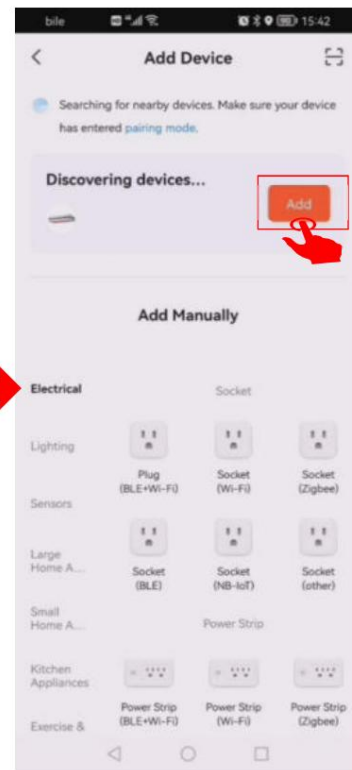 bile 15:42
Add Device
Searching for nearby devices. Make sure your device
has entered pairing mode.
Discovering devices...
Add
Add Manually
Electrical
Socket
Lighting
Plug
(BLE+Wi-Fi)
Socket
(Wi-Fi)
Socket
(Zigbee)
Sensors
Large
Home A...
Socket
(BLE)
Socket
(NB-IoT)
Socket
(other)
Small
Home A...
Power Strip
Kitchen
Appliances
Power Strip
(BLE+Wi-Fi)
Power Strip
(Wi-Fi)
Power Strip
(Zigbee)
Exercise &